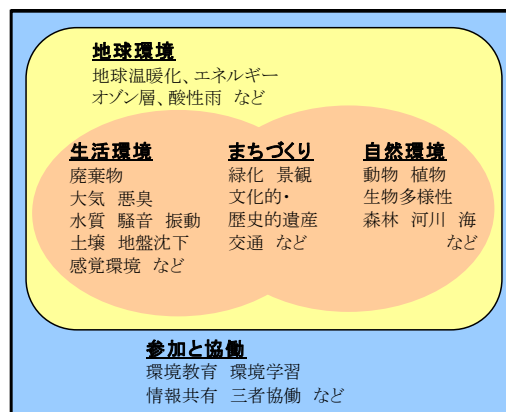 地球環境
地球温暖化、エネルギー
オゾン層、酸性雨 など
生活環境
廃棄物
大気 悪臭
水質 騒音 振動
土壌 地盤沈下
感覚環境 など
まちづくり
緑化 景観
文化的・
歴史的遺産
交通 など
自然環境
動物 植物
生物多様性
森林 河川 海
など
参加と協働
環境教育 環境学習
情報共有 三者協働 など